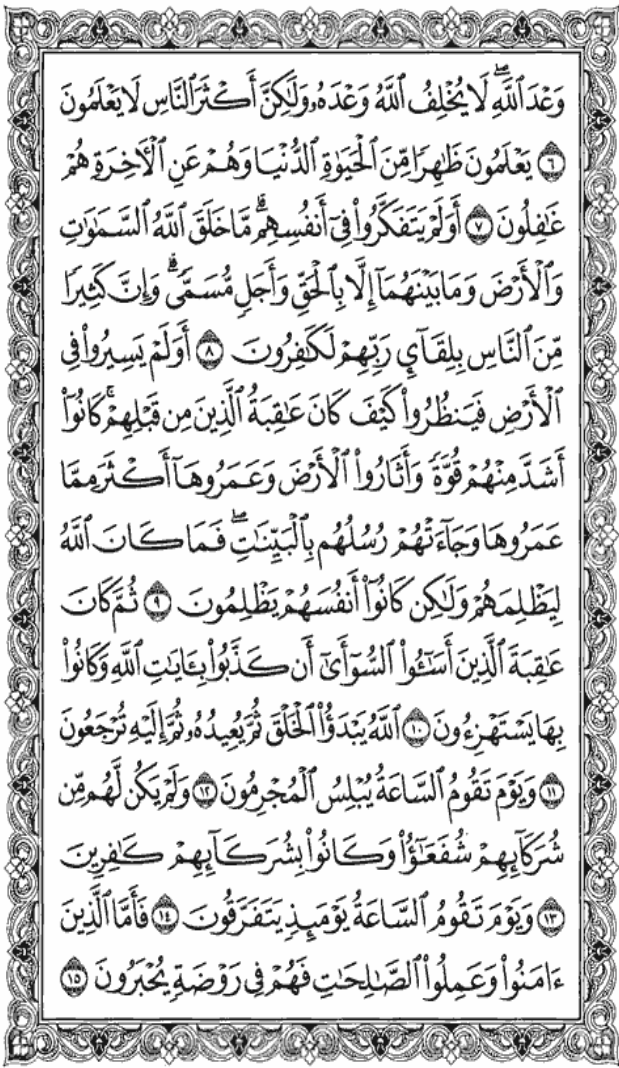 وَعْدَ ٱللَّهِ ۖ لَا يُخْلِفُ ٱللَّهُ وَعْدَهُۥ وَلَٰكِنَّ أَكْثَرَ ٱلنَّاسِ لَا يَعْلَمُونَ
﴿٦﴾ يَعْلَمُونَ ظَٰهِرًا مِّنَ ٱلْحَيَوٰةِ ٱلدُّنْيَا وَهُمْ عَنِ ٱلْءَاخِرَةِ هُمْ
غَٰفِلُونَ ﴿٧﴾ أَوَلَمْ يَتَفَكَّرُوا۟ فِىٓ أَنفُسِهِم ۗ مَّا خَلَقَ ٱللَّهُ ٱلسَّمَٰوَٰتِ
وَٱلْأَرْضَ وَمَا بَيْنَهُمَآ إِلَّا بِٱلْحَقِّ وَأَجَلٍ مُّسَمًّى ۗ وَإِنَّ كَثِيرًا
مِّنَ ٱلنَّاسِ بِلِقَآئِ رَبِّهِمْ لَكَٰفِرُونَ ﴿٨﴾ أَوَلَمْ يَسِيرُوا۟ فِى
ٱلْأَرْضِ فَيَنظُرُوا۟ كَيْفَ كَانَ عَٰقِبَةُ ٱلَّذِينَ مِن قَبْلِهِمْ ۚ كَانُوٓا۟
أَشَدَّ مِنْهُمْ قُوَّةً وَأَثَارُوا۟ ٱلْأَرْضَ وَعَمَرُوهَآ أَكْثَرَ مِمَّا
عَمَرُوهَا وَجَآءَتْهُمْ رُسُلُهُم بِٱلْبَيِّنَٰتِ ۖ فَمَا كَانَ ٱللَّهُ
لِيَظْلِمَهُمْ وَلَٰكِن كَانُوٓا۟ أَنفُسَهُمْ يَظْلِمُونَ ﴿٩﴾ ثُمَّ كَانَ
عَٰقِبَةَ ٱلَّذِينَ أَسَٰٓـُٔوا۟ ٱلسُّوٓأَىٰٓ أَن كَذَّبُوا۟ بِـَٔايَٰتِ ٱللَّهِ وَكَانُوا۟
بِهَا يَسْتَهْزِءُونَ ﴿١٠﴾ ٱللَّهُ يَبْدَؤُا۟ ٱلْخَلْقَ ثُمَّ يُعِيدُهُۥ ثُمَّ إِلَيْهِ تُرْجَعُونَ
﴿١١﴾ وَيَوْمَ تَقُومُ ٱلسَّاعَةُ يُبْلِسُ ٱلْمُجْرِمُونَ ﴿١٢﴾ وَلَمْ يَكُن لَّهُم مِّن
شُرَكَآئِهِمْ شُفَعَٰٓؤُا۟ وَكَانُوا۟ بِشُرَكَآئِهِمْ كَٰفِرِينَ
﴿١٣﴾ وَيَوْمَ تَقُومُ ٱلسَّاعَةُ يَوْمَئِذٍ يَتَفَرَّقُونَ ﴿١٤﴾ فَأَمَّا ٱلَّذِينَ
ءَامَنُوا۟ وَعَمِلُوا۟ ٱلصَّٰلِحَٰتِ فَهُمْ فِى رَوْضَةٍ يُحْبَرُونَ ﴿١٥﴾